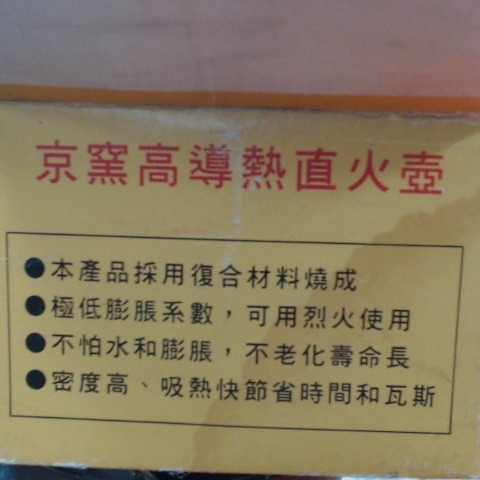 京窯高導熱直火壺
●本產品採用復合材料燒成
●極低膨脹系數，可用烈火使用
●不怕水和膨脹，不老化壽命長
●密度高、吸熱快節省時間和瓦斯